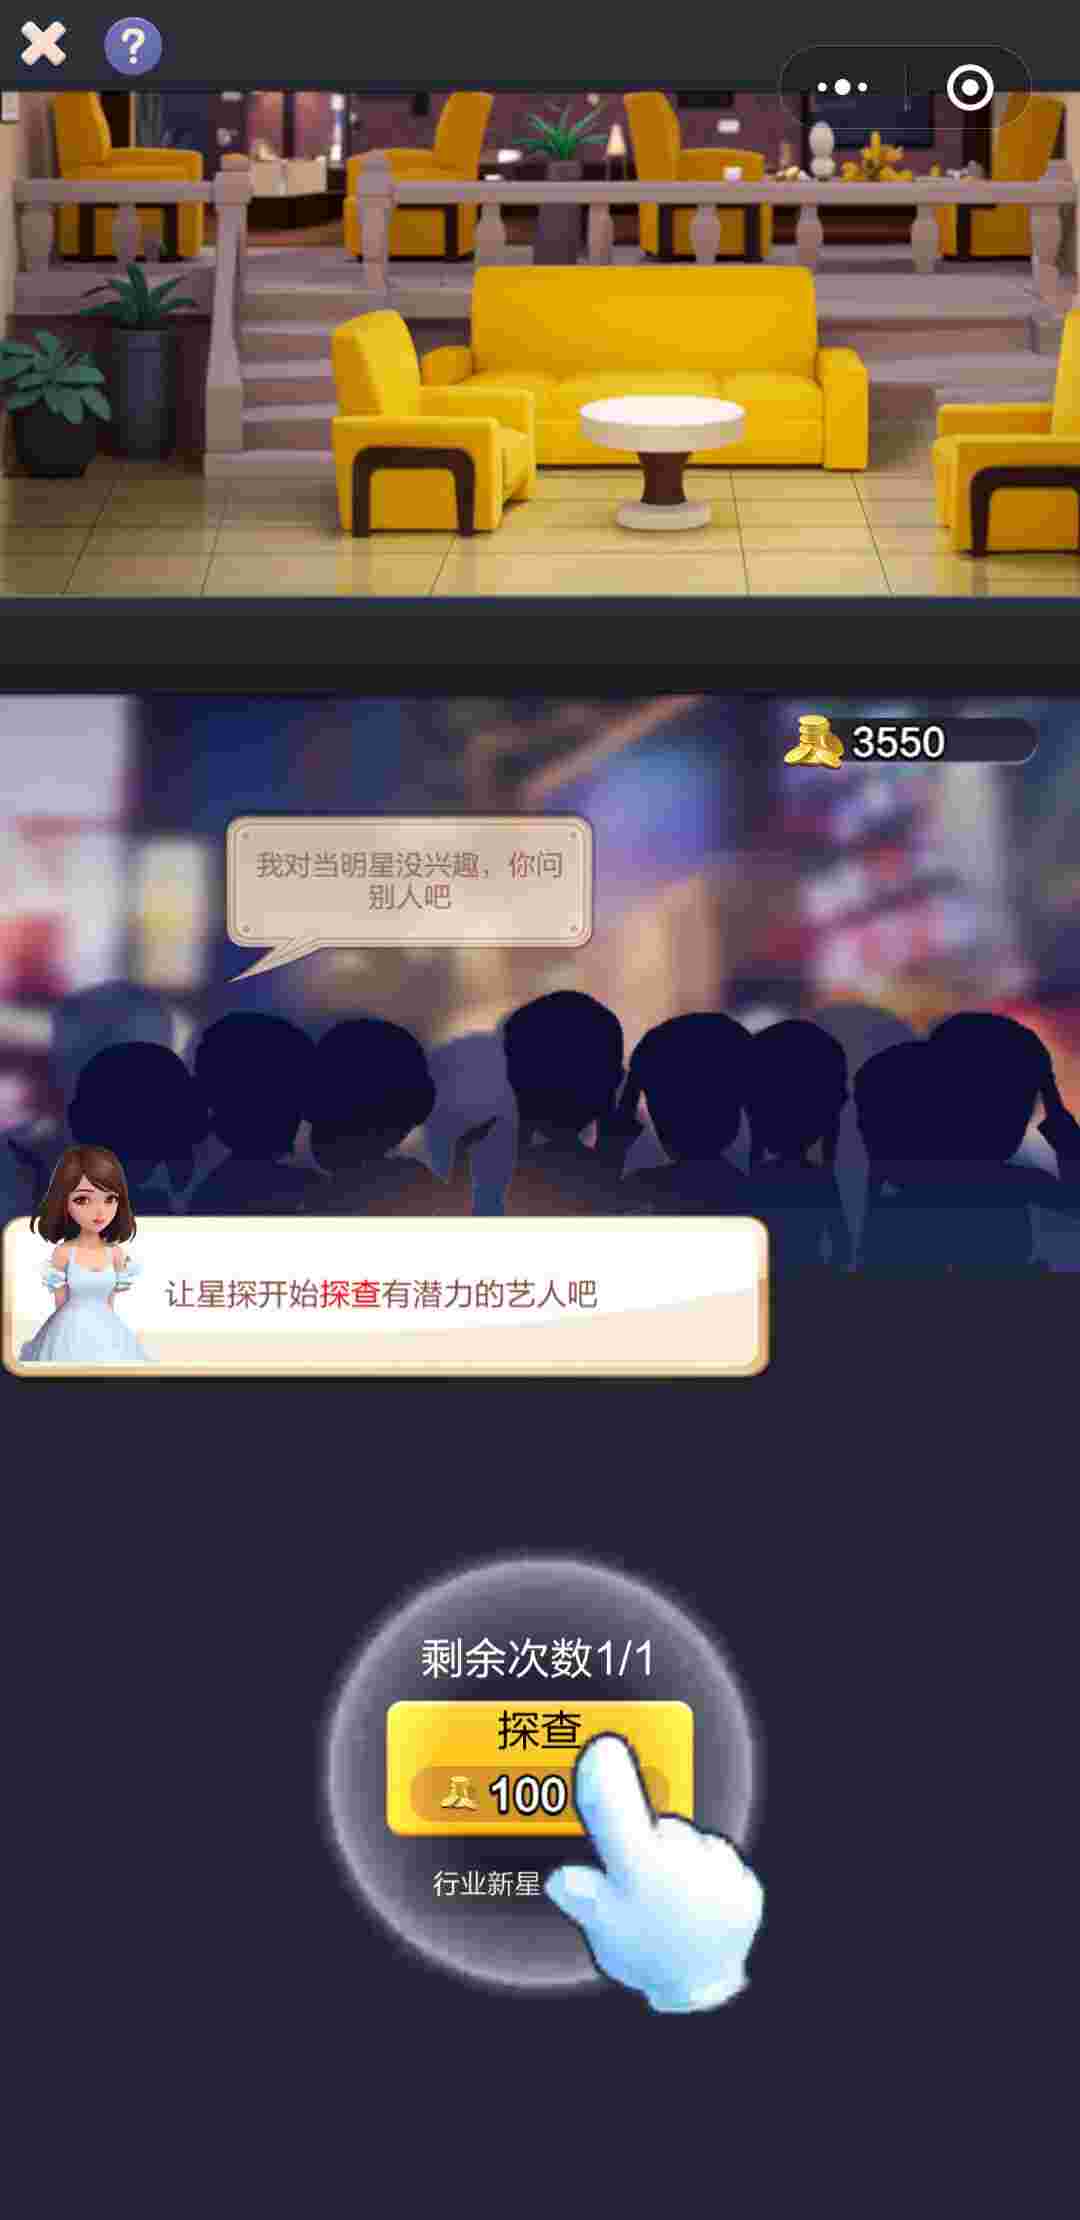 ?
3550
我对当明星没兴趣，你问
别人吧
让星探开始探查有潜力的艺人吧
剩余次数1/1
探查
100
行业新星